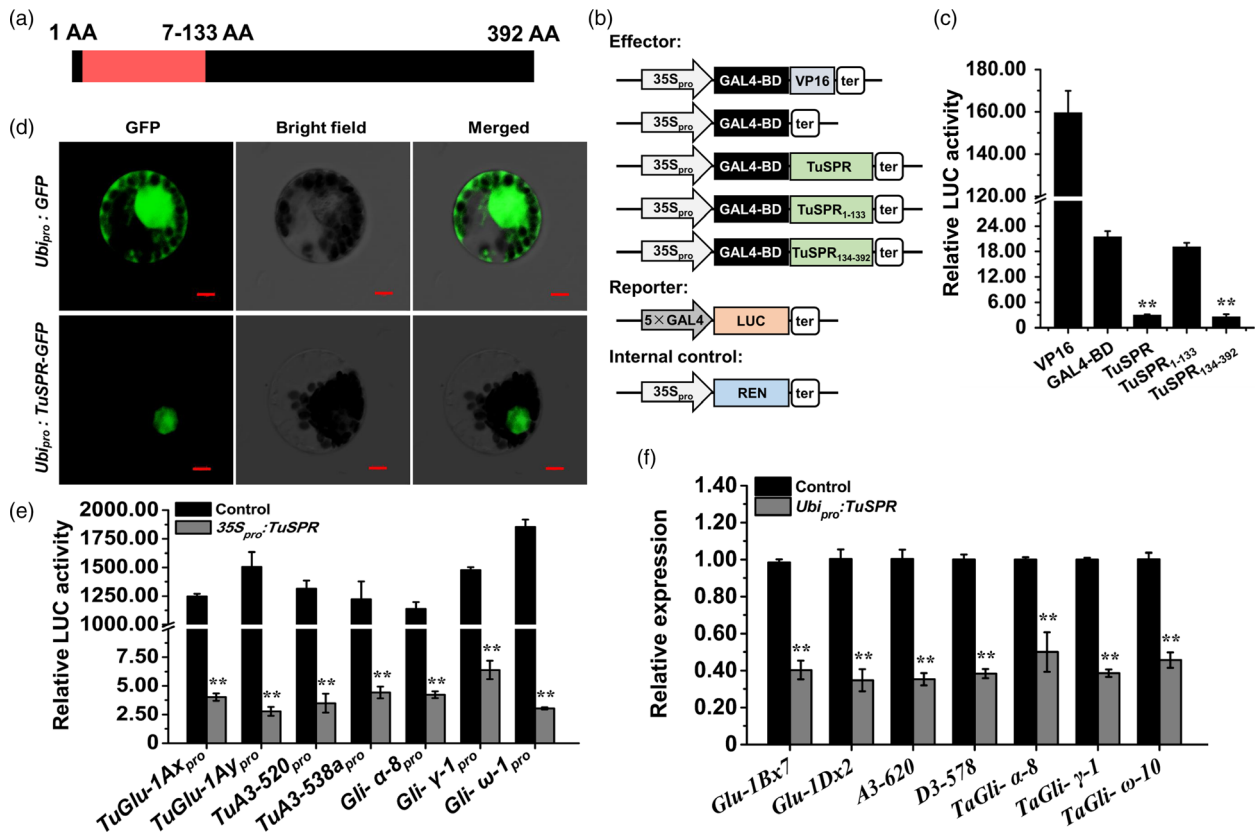 (a)
1 AA 7-133 AA 392 AA
(b)
Effector:
35Spro GAL4-BD VP16 ter
35Spro GAL4-BD ter
35Spro GAL4-BD TuSPR ter
35Spro GAL4-BD TuSPR1-133 ter
35Spro GAL4-BD TuSPR134-392 ter
Reporter:
5×GAL4 LUC ter
Internal control:
35Spro REN ter
(c)
Relative LUC activity
180.00
160.00
140.00
120.00
24.00
18.00
12.00
6.00
0
** **
VP16 GAL4-BD TuSPR TuSPR1-133 TuSPR134-392
(d)
GFP Bright field Merged
Ubipro : GFP
Ubipro : TuSPR-GFP
(e)
Relative LUC activity
Control
35Spro:TuSPR
2000.00
1750.00
1500.00
1250.00
1000.00
7.50
5.00
2.50
0
** ** ** ** ** ** **
TuGlu-1Axpro TuGlu-1Aypro TuA3-520pro TuA3-538apro Gli- α-8pro Gli- γ-1pro Gli- ω-1pro
(f)
Relative expression
Control
Ubipro:TuSPR
1.40
1.20
1.00
0.80
0.60
0.40
0.20
0.00
** ** ** ** ** ** **
Glu-1Bx7 Glu-1Dx2 A3-620 D3-578 TaGli- α-8 TaGli- γ-1 TaGli- ω-10